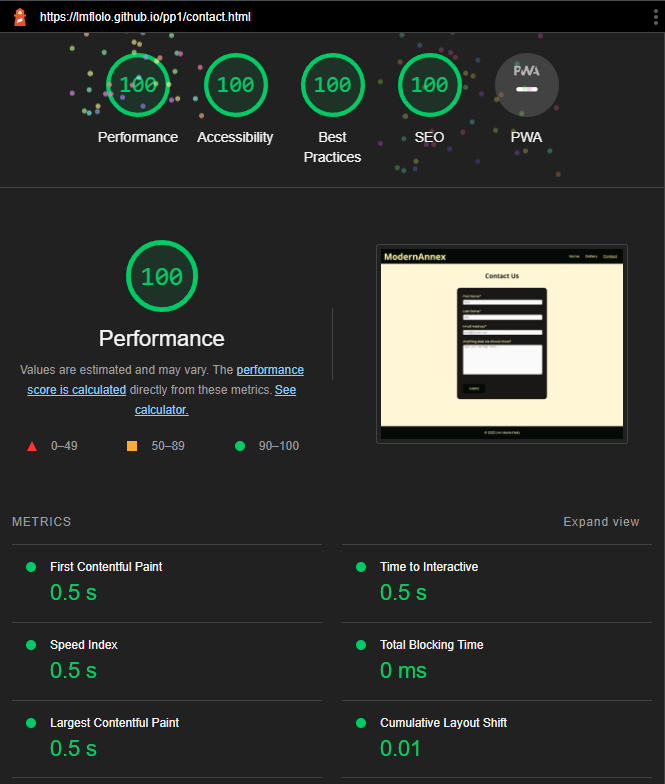 https://lmflolo.github.io/pp1/contact.html
100 100 100 100 PWA
Performance Accessibility Best Practices SEO PWA
100
Performance
Values are estimated and may vary. The performance
score is calculated directly from these metrics. See
calculator.
0–49 50–89 90–100
ModernAnnex Home Gallery Contact
Contact Us
First Name*
Last Name*
Email Address*
Anything else we should know?
Submit
METRICS Expand view
First Contentful Paint Time to Interactive
0.5 s 0.5 s
Speed Index Total Blocking Time
0.5 s 0 ms
Largest Contentful Paint Cumulative Layout Shift
0.5 s 0.01